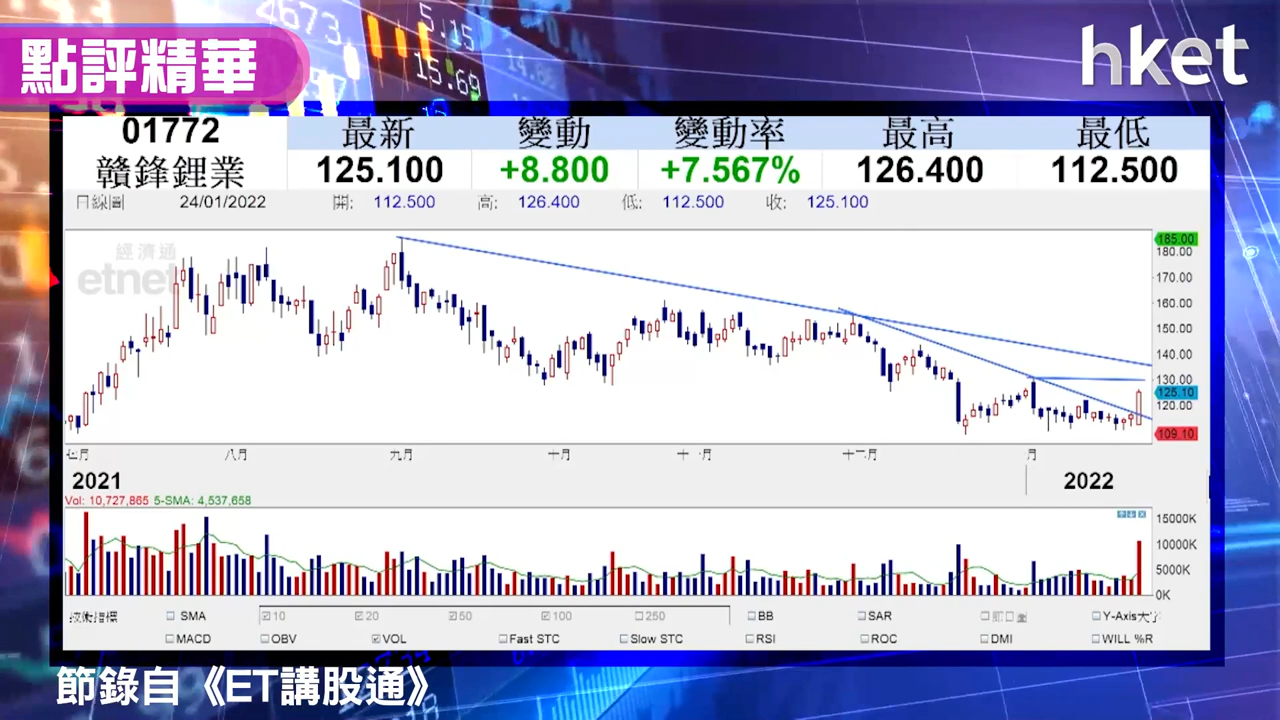 點評精華
hket
01772 最新 變動 變動率 最高 最低
贛鋒鋰業 125.100 +8.800 +7.567% 126.400 112.500
日線圖 24/01/2022 開: 112.500 高: 126.400 低: 112.500 收: 125.100
經濟通
etnet
185.00
180.00
170.00
160.00
150.00
140.00
130.00
125.10
120.00
109.10
七月 八月 九月 十月 十一月 十二月 一月
2021 2022
Vol: 10,727,865 5-SMA: 4,537,658
15000K
10000K
5000K
0K
技術指標 SMA 10 20 50 100 250 BB SAR Y-Axis大字
MACD OBV VOL Fast STC Slow STC RSI ROC DMI WILL %R
節錄自《ET講股通》